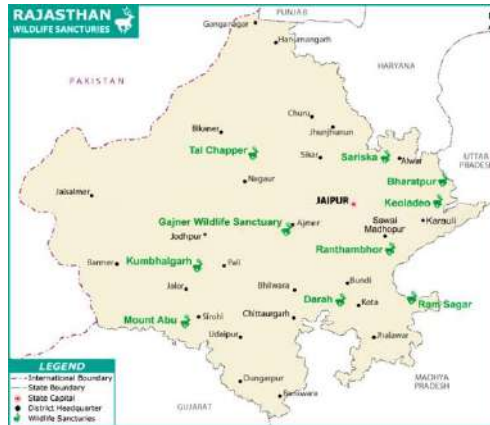 RAJASTHAN
WILDLIFE SANCTURIES
PUNJAB
Ganganagar
Hanumangarh
PAKISTAN
HARYANA
Churu
Jhunjhunun
Bikaner
Tal Chapper
Sikar
Sariska
Alwar
UTTAR
PRADESH
Bharatpur
Nagaur
Jaisalmer
JAIPUR
Keoladeo
Gajner Wildlife Sanctuary
Ajmer
Sawai
Madhopur
Karauli
Jodhpur
Ranthambhor
Barmer
Kumbhalgarh
Pali
Bundi
Jalor
Bhilwara
Darah
Kota
Ram Sagar
Mount Abu
Sirohi
Chittaurgarh
Udaipur
Jhalawar
LEGEND
International Boundary
State Boundary
State Capital
District Headquarter
Wildlife Sanctuaries
Dungarpur
Banswara
GUJARAT
MADHYA
PRADESH